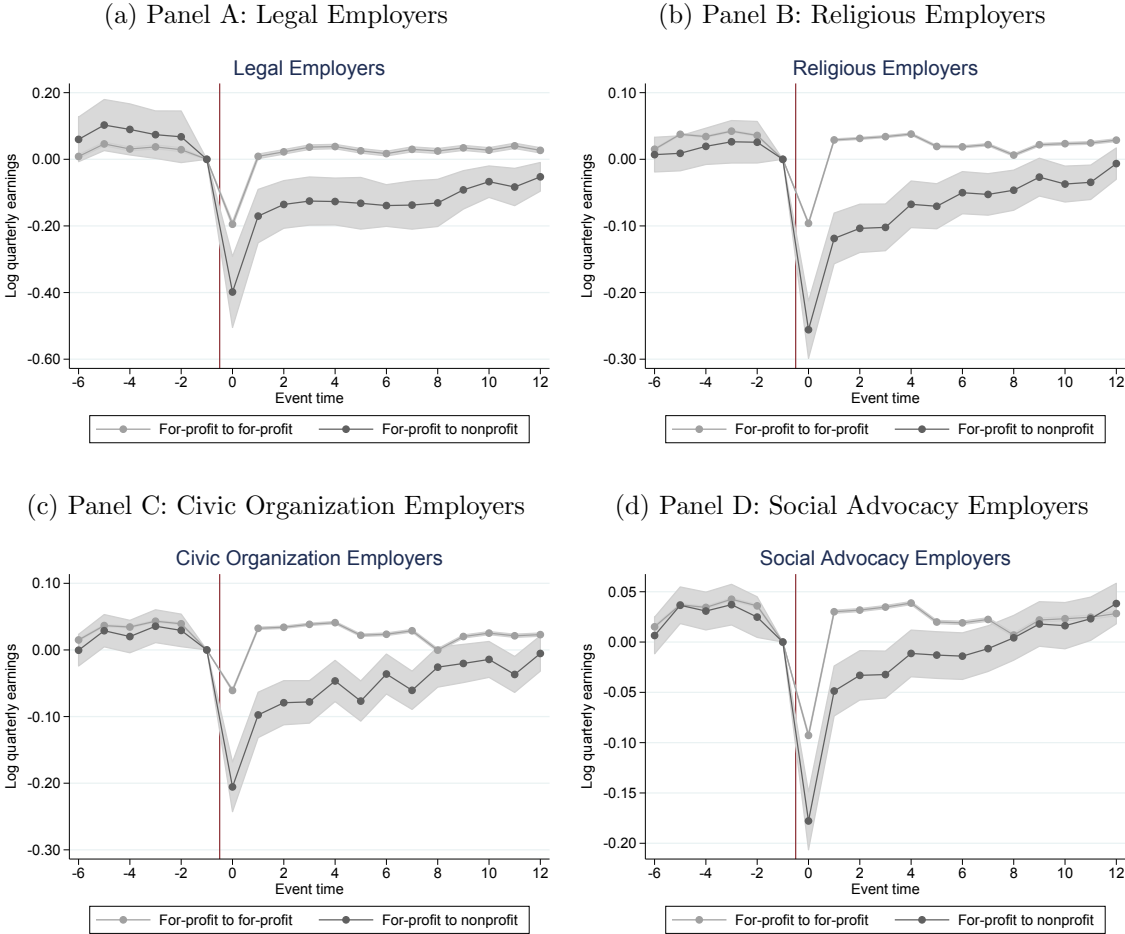 (a) Panel A: Legal Employers
Legal Employers
Log quarterly earnings
0.20
0.00
-0.20
-0.40
-0.60
-6 -4 -2 0 2 4 6 8 10 12
Event time
For-profit to for-profit For-profit to nonprofit
(b) Panel B: Religious Employers
Religious Employers
Log quarterly earnings
0.10
0.00
-0.10
-0.20
-0.30
-6 -4 -2 0 2 4 6 8 10 12
Event time
For-profit to for-profit For-profit to nonprofit
(c) Panel C: Civic Organization Employers
Civic Organization Employers
Log quarterly earnings
0.10
0.00
-0.10
-0.20
-0.30
-6 -4 -2 0 2 4 6 8 10 12
Event time
For-profit to for-profit For-profit to nonprofit
(d) Panel D: Social Advocacy Employers
Social Advocacy Employers
Log quarterly earnings
0.05
0.00
-0.05
-0.10
-0.15
-0.20
-6 -4 -2 0 2 4 6 8 10 12
Event time
For-profit to for-profit For-profit to nonprofit